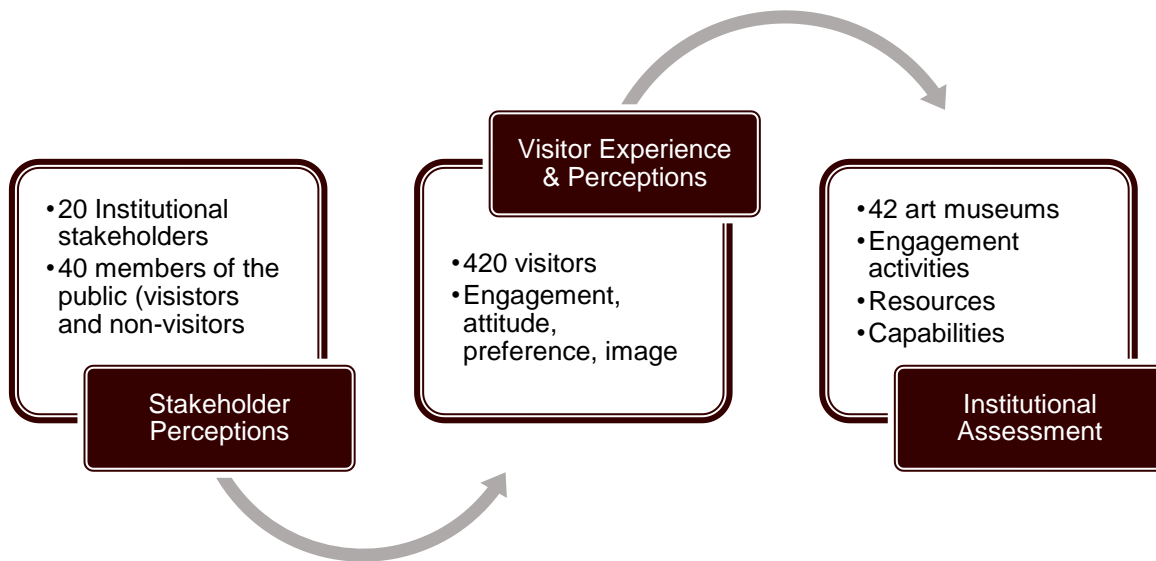 •20 Institutional
stakeholders
•40 members of the
public (visistors
and non-visitors
Stakeholder
Perceptions
Visitor Experience
& Perceptions
•420 visitors
•Engagement,
attitude,
preference, image
•42 art museums
•Engagement
activities
•Resources
•Capabilities
Institutional
Assessment